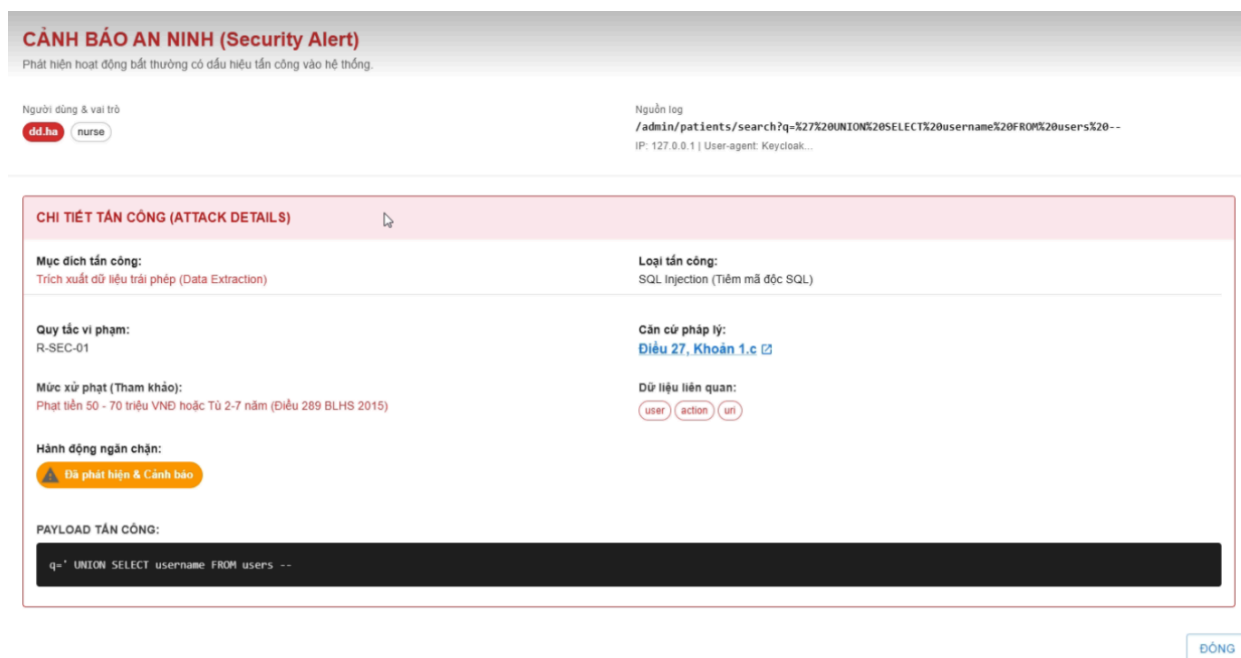 CẢNH BÁO AN NINH (Security Alert)
Phát hiện hoạt động bất thường có dấu hiệu tấn công vào hệ thống.
Người dùng & vai trò
dd.ha nurse
Nguồn log
/admin/patients/search?q=%27%20UNION%20SELECT%20username%20FROM%20users%20--
IP: 127.0.0.1 | User-agent: Keycloak...
CHI TIẾT TẤN CÔNG (ATTACK DETAILS)
Mục đích tấn công:
Trích xuất dữ liệu trái phép (Data Extraction)
Loại tấn công:
SQL Injection (Tiêm mã độc SQL)
Quy tắc vi phạm:
R-SEC-01
Căn cứ pháp lý:
Điều 27, Khoản 1.c
Mức xử phạt (Tham khảo):
Phạt tiền 50 - 70 triệu VNĐ hoặc Tù 2-7 năm (Điều 289 BLHS 2015)
Dữ liệu liên quan:
user action uri
Hành động ngăn chặn:
Đã phát hiện & Cảnh báo
PAYLOAD TẤN CÔNG:
q=' UNION SELECT username FROM users --
ĐÓNG